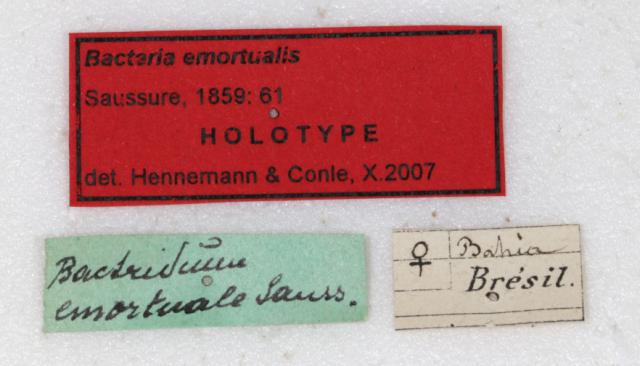 Bacteria emortualis
Saussure, 1859: 61
HOLOTYPE
det. Hennemann & Conle, X.2007
Bactridium
emortuale Sauss.
♀ Bahia
Brésil.